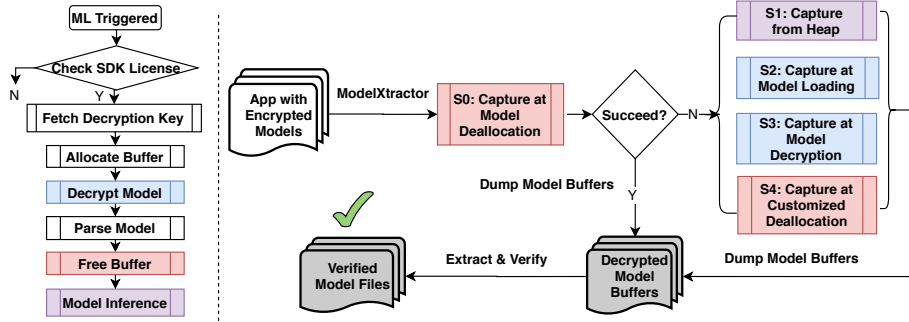 ML Triggered
Check SDK License
N
Y
Fetch Decryption Key
Allocate Buffer
Decrypt Model
Parse Model
Free Buffer
Model Inference
App with
Encrypted
Models
ModelXtractor
S0: Capture at
Model
Deallocation
Succeed?
N
Y
S1: Capture
from Heap
S2: Capture at
Model Loading
S3: Capture at
Model
Decryption
S4: Capture at
Customized
Deallocation
Dump Model Buffers
Dump Model Buffers
Decrypted
Model
Buffers
Extract & Verify
Verified
Model Files